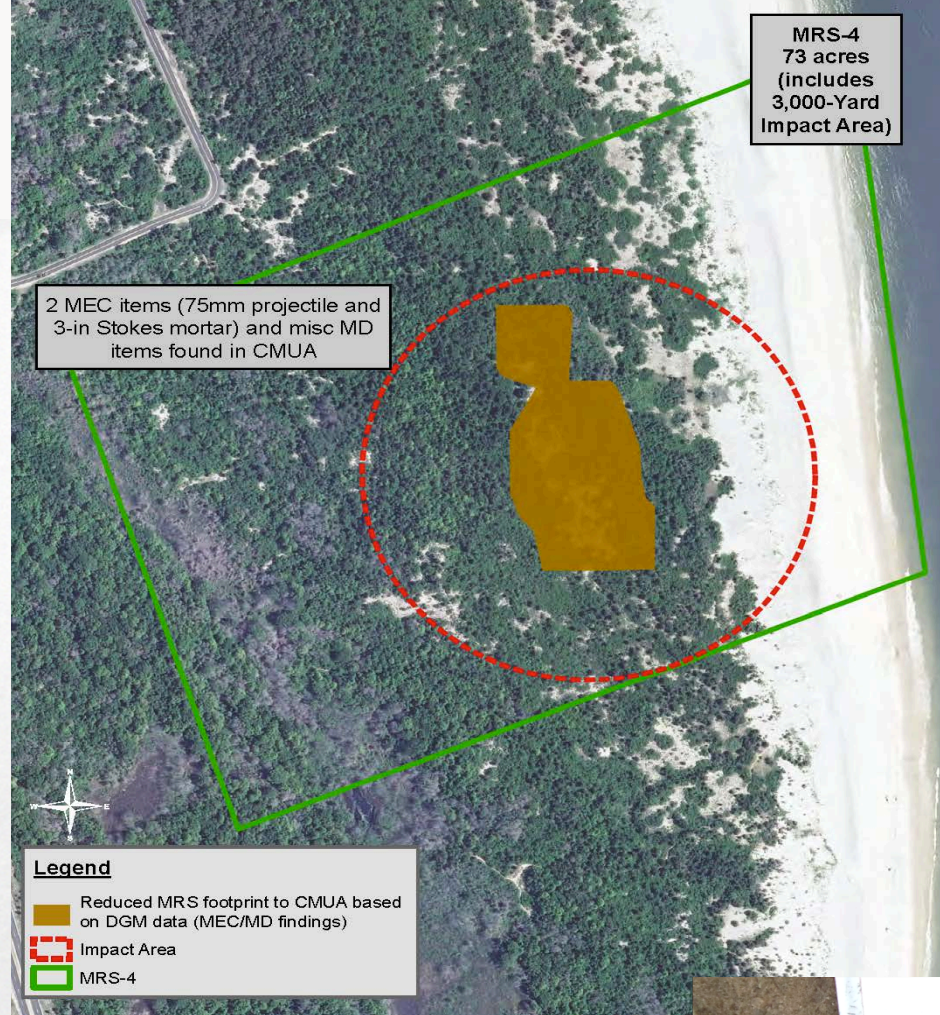 MRS-4
73 acres
(includes
3,000-Yard
Impact Area)
2 MEC items (75mm projectile and
3-in Stokes mortar) and misc MD
items found in CMUA
N
W E
S
Legend
Reduced MRS footprint to CMUA based
on DGM data (MEC/MD findings)
Impact Area
MRS-4